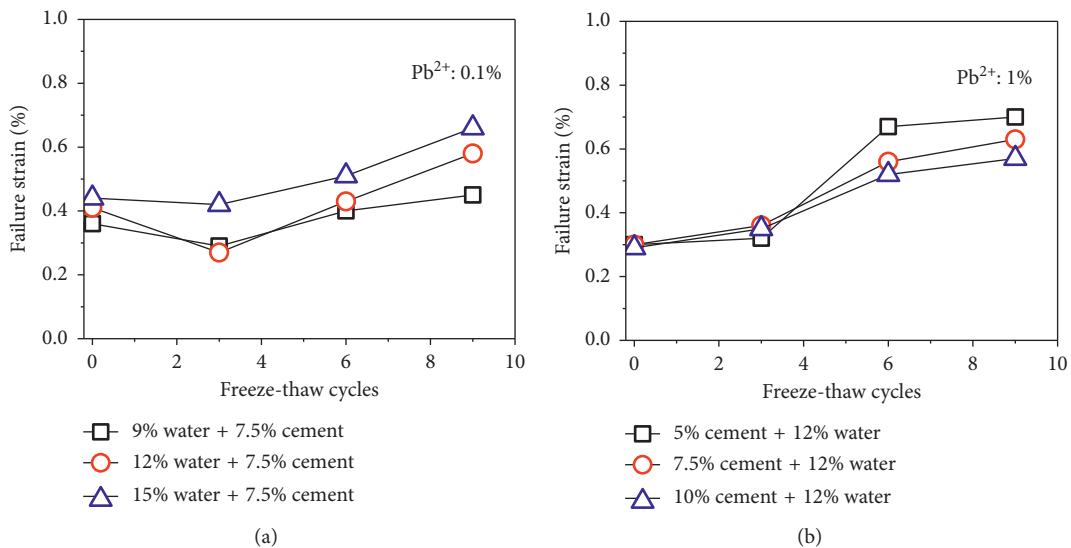 1.0
0.8
0.6
0.4
0.2
0.0
Failure strain (%)
Pb²⁺: 0.1%
0 2 4 6 8 10
Freeze-thaw cycles
9% water + 7.5% cement
12% water + 7.5% cement
15% water + 7.5% cement
(a)
1.0
0.8
0.6
0.4
0.2
0.0
Failure strain (%)
Pb²⁺: 1%
0 2 4 6 8 10
Freeze-thaw cycles
5% cement + 12% water
7.5% cement + 12% water
10% cement + 12% water
(b)